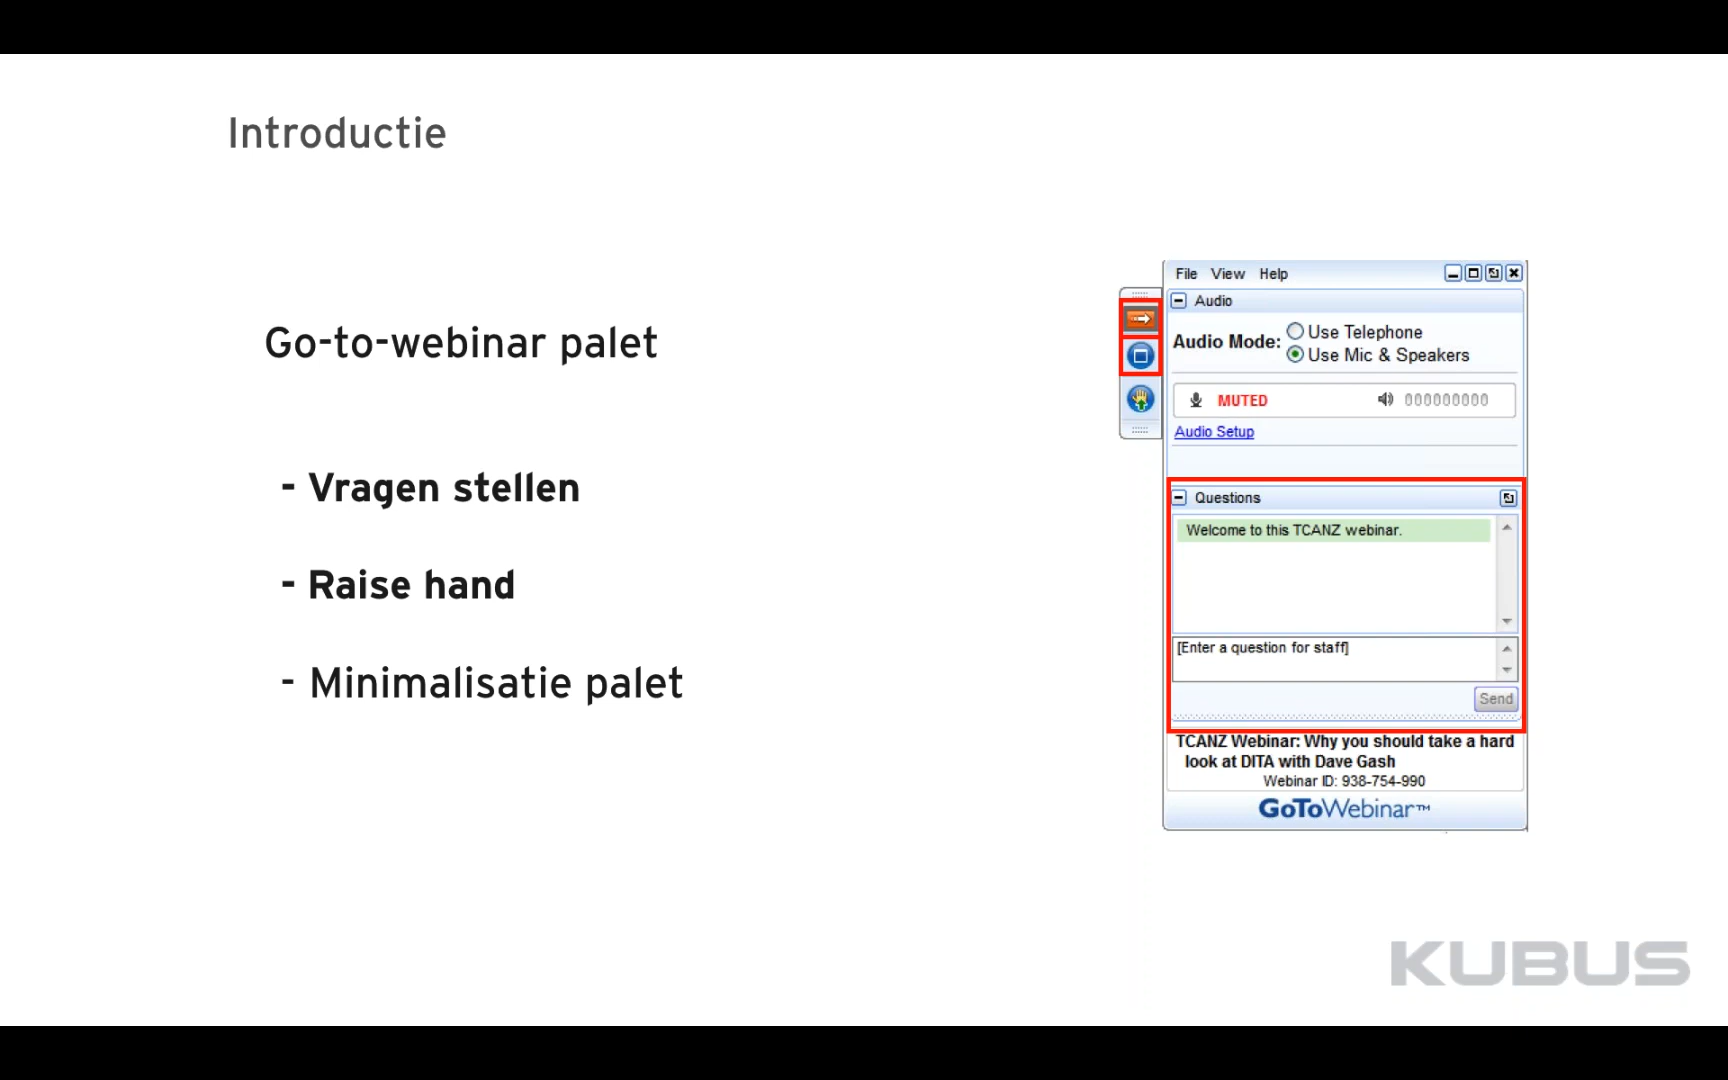 Introductie
Go-to-webinar palet
- Vragen stellen
- Raise hand
- Minimalisatie palet
File View Help
Audio
Audio Mode: Use Telephone
Use Mic & Speakers
MUTED 000000000
Audio Setup
Questions
Welcome to this TCANZ webinar.
[Enter a question for staff]
Send
TCANZ Webinar: Why you should take a hard
look at DITA with Dave Gash
Webinar ID: 938-754-990
GoToWebinar™
KUBUS